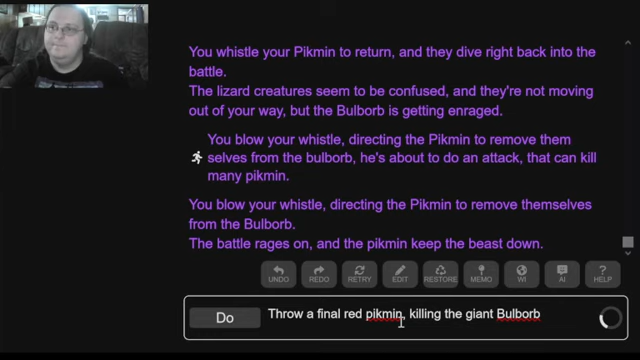 You whistle your Pikmin to return, and they dive right back into the
battle.
The lizard creatures seem to be confused, and they're not moving
out of your way, but the Bulborb is getting enraged.
You blow your whistle, directing the Pikmin to remove them
selves from the bulborb, he's about to do an attack, that can kill
many pikmin.
You blow your whistle, directing the Pikmin to remove themselves
from the Bulborb.
The battle rages on, and the pikmin keep the beast down.
UNDO REDO RETRY EDIT RESTORE MEMO WI AI HELP
Do Throw a final red pikmin, killing the giant Bulborb